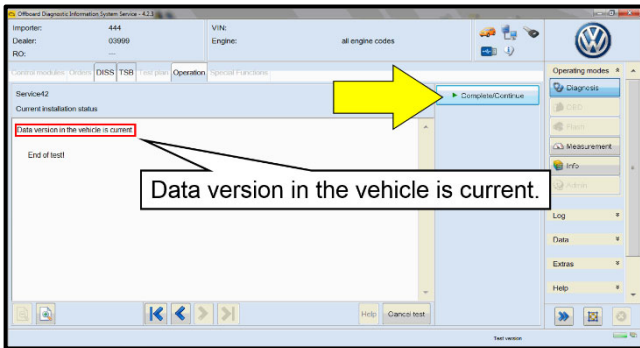 Offboard Diagnostic Information System Service - 4.2.3
Importer: 444 VIN:
Dealer: 03999 Engine: all engine codes
RO: ---
Control modules Orders DISS TSB Test plan Operation Special Functions
Operating modes
Service42
Complete/Continue
Diagnosis
Current installation status
OBD
Data version in the vehicle is current.
Flash
End of test!
Measurement
Info
Data version in the vehicle is current.
Admin
Log
Data
Extras
Help
Help Cancel test
Test version